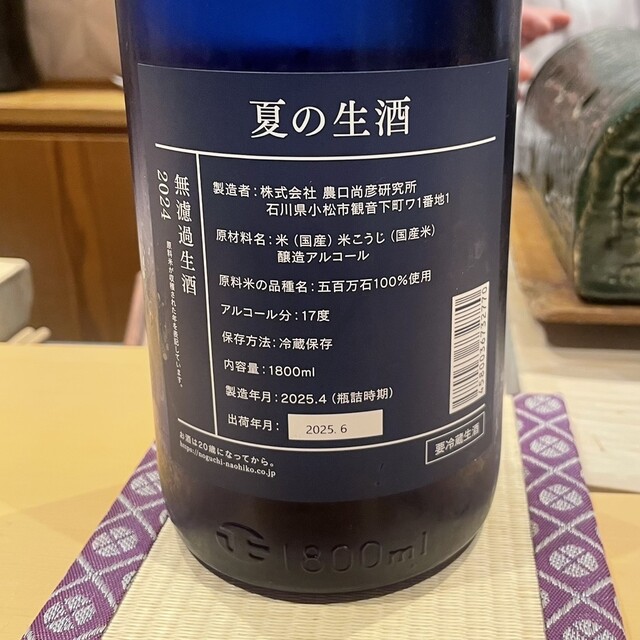 夏の生酒
無濾過生酒
2024
原料米が収穫された年を表記しています。
製造者：株式会社 農口尚彦研究所
石川県小松市観音下町ワ1番地1
原材料名：米（国産）米こうじ（国産米）
醸造アルコール
原料米の品種名：五百万石100%使用
アルコール分：17度
保存方法：冷蔵保存
内容量：1800ml
製造年月：2025.4（瓶詰時期）
出荷年月：
2025. 6
4580036732770
要冷蔵生酒
お酒は20歳になってから。
https://noguchi-naohiko.co.jp
1800ml